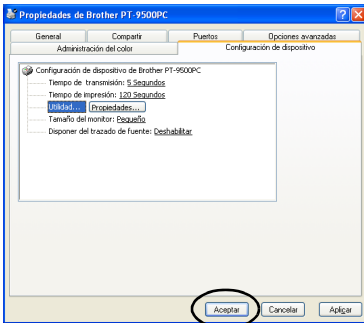 Propiedades de Brother PT-9500PC
General Compartir Puertos Opciones avanzadas
Administración del color Configuración de dispositivo
Configuración de dispositivo de Brother PT-9500PC
Tiempo de transmisión: 5 Segundos
Tiempo de impresión: 120 Segundos
Utilidad... Propiedades...
Tamaño del monitor: Pequeño
Disponer del trazado de fuente: Deshabilitar
Aceptar Cancelar Aplicar